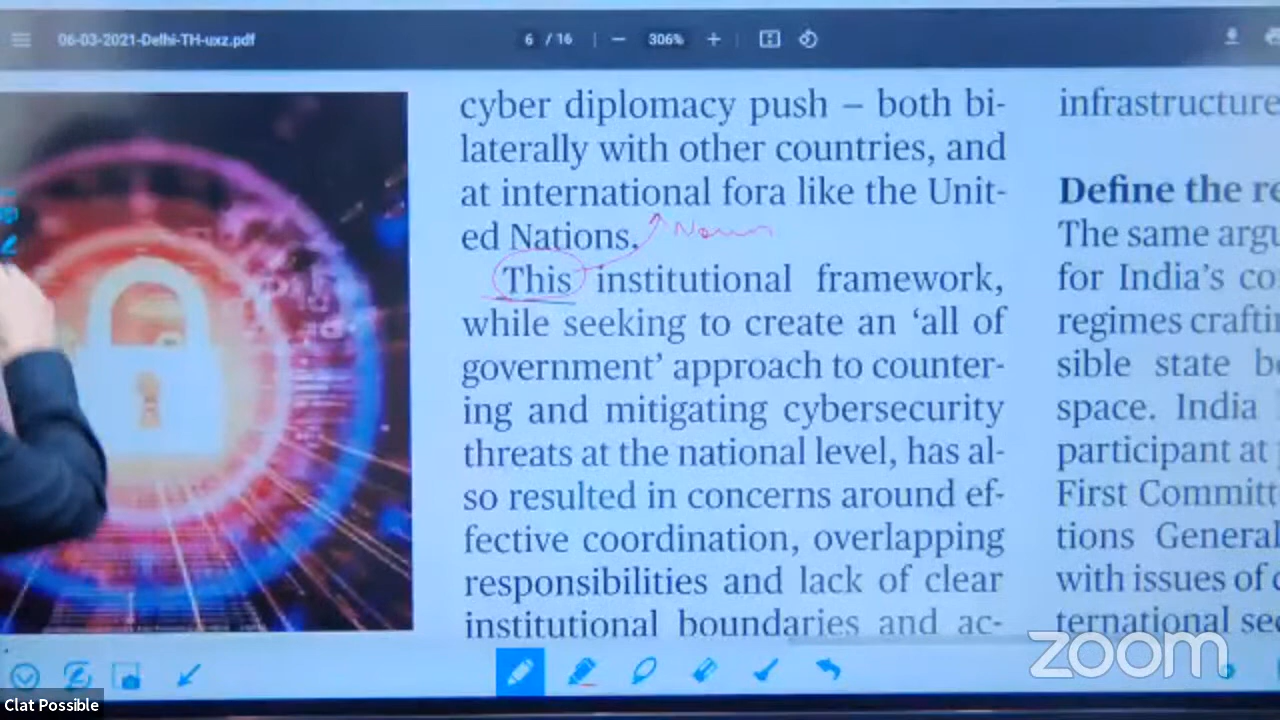 06-03-2021-Delhi-TH-uxz.pdf
6 / 16
306%
cyber diplomacy push – both bi-
laterally with other countries, and
at international fora like the Unit-
ed Nations.
Noun
This institutional framework,
while seeking to create an ‘all of
government’ approach to counter-
ing and mitigating cybersecurity
threats at the national level, has al-
so resulted in concerns around ef-
fective coordination, overlapping
responsibilities and lack of clear
institutional boundaries and ac-
infrastructure
Define the re
The same argu
for India’s co
regimes craftin
sible state be
space. India
participant at
First Committ
tions General
with issues of
ternational sec
zoom
Clat Possible